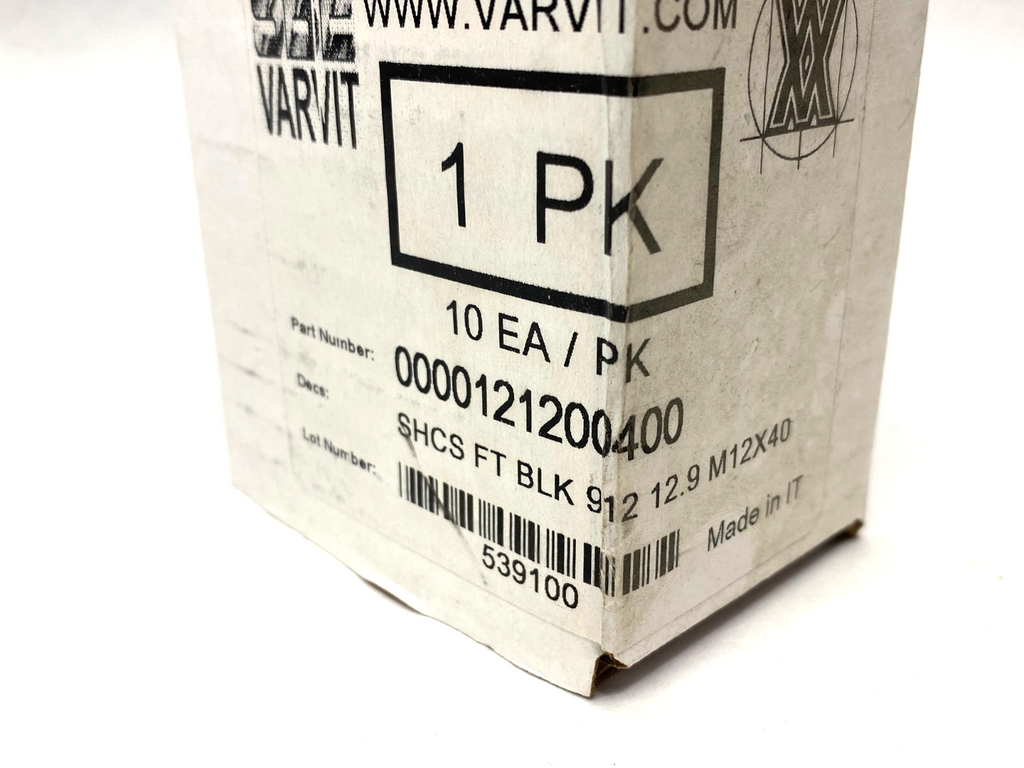 WWW.VARVIT.COM
VARVIT
1 PK
10 EA / PK
Part Number:
0000121200400
Decs:
SHCS FT BLK 912 12.9 M12X40
Lot Number:
539100
Made in IT